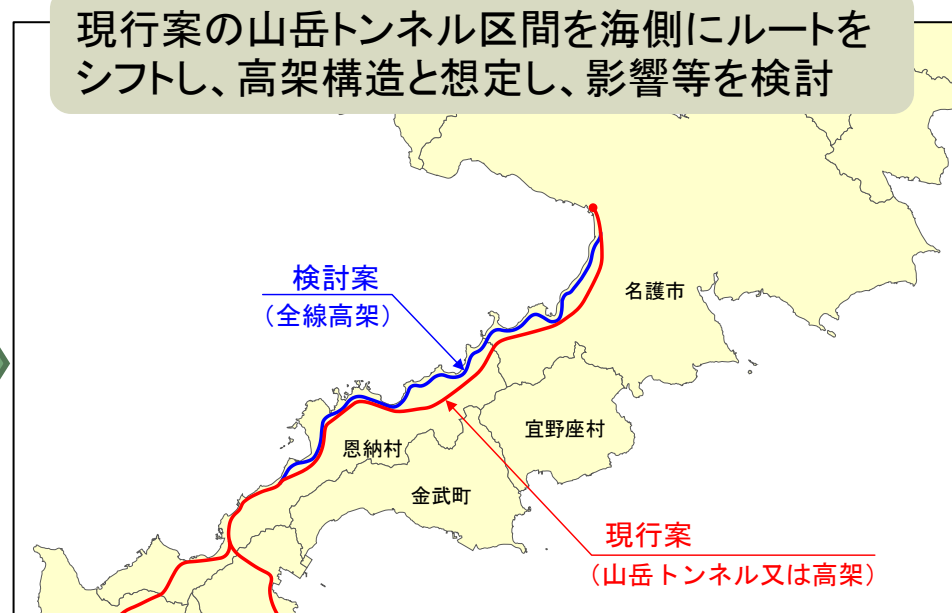 現行案の山岳トンネル区間を海側にルートを
シフトし、高架構造と想定し、影響等を検討
検討案
（全線高架）
名護市
宜野座村
恩納村
金武町
現行案
（山岳トンネル又は高架）